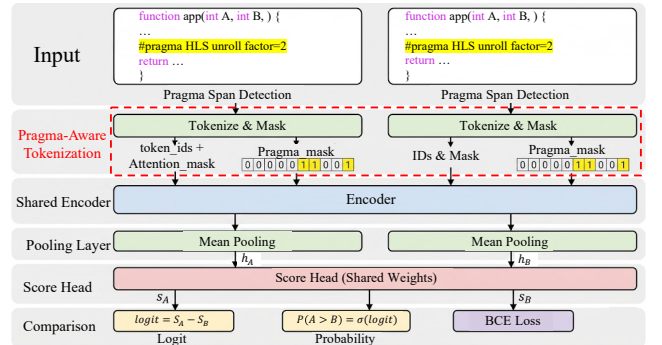 Input
function app(int A, int B, ) {
…
#pragma HLS unroll factor=2
return …
}
function app(int A, int B, ) {
…
#pragma HLS unroll factor=2
return …
}
Pragma Span Detection
Pragma Span Detection
Pragma-Aware
Tokenization
Tokenize & Mask
Tokenize & Mask
token_ids +
Attention_mask
Pragma_mask
0 0 0 0 0 1 1 0 0 1
IDs & Mask
Pragma_mask
0 0 0 0 0 1 1 0 0 1
Shared Encoder
Encoder
Pooling Layer
Mean Pooling
Mean Pooling
h_A
h_B
Score Head
Score Head (Shared Weights)
s_A
s_B
Comparison
logit = S_A − S_B
P(A > B) = σ(logit)
BCE Loss
Logit
Probability